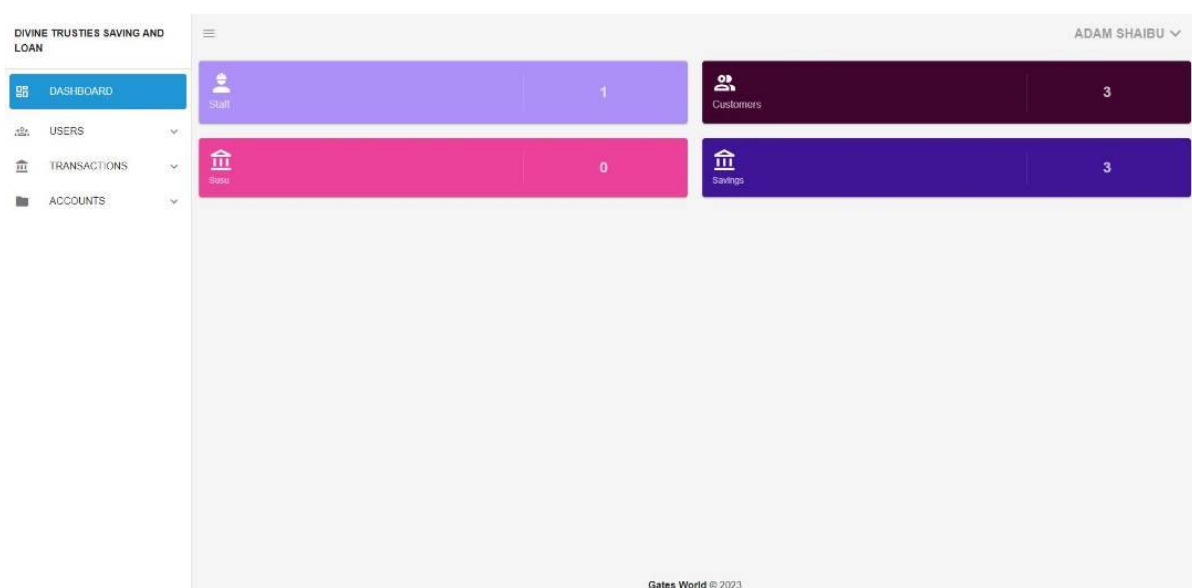 DIVINE TRUSTIES SAVING AND
LOAN
ADAM SHAIBU
DASHBOARD
USERS
TRANSACTIONS
ACCOUNTS
Staff
1
Customers
3
Susu
0
Savings
3
Gates World © 2023